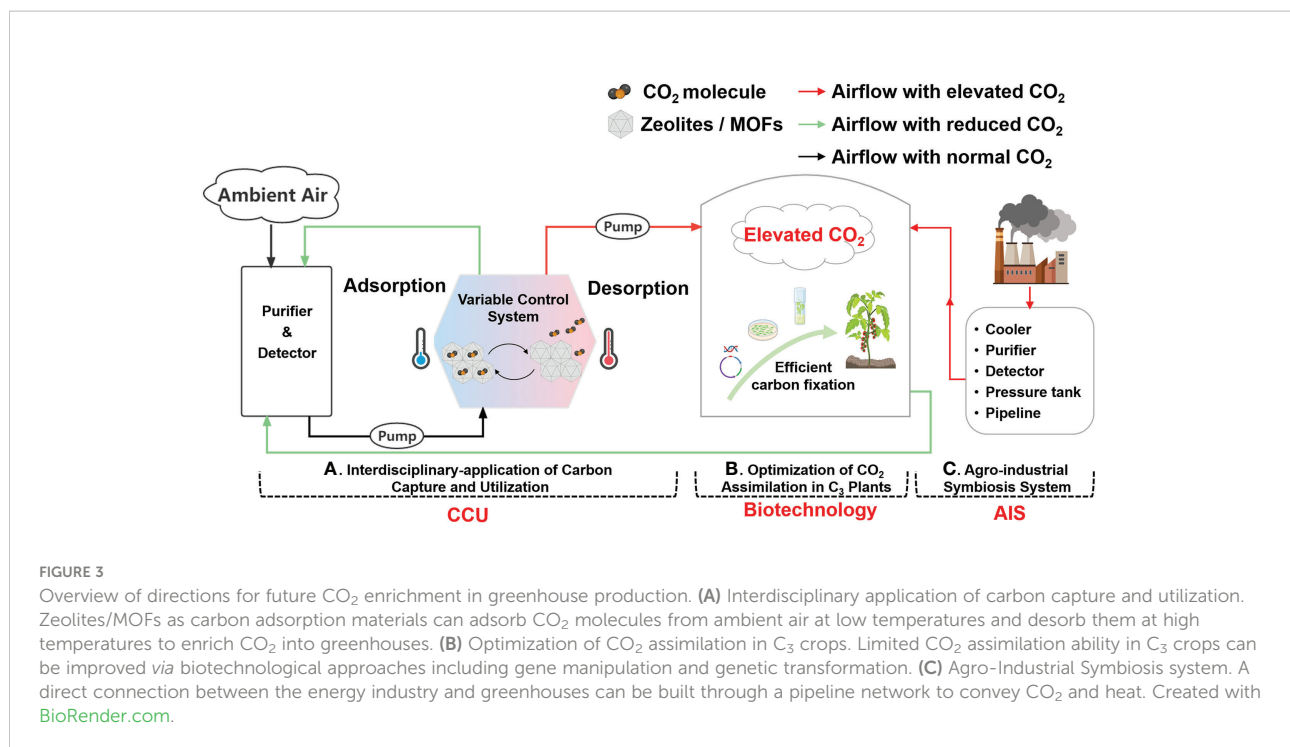 CO₂ molecule
Zeolites / MOFs
Airflow with elevated CO₂
Airflow with reduced CO₂
Airflow with normal CO₂
Ambient Air
Purifier
&
Detector
Adsorption
Variable Control
System
Desorption
Pump
Pump
Elevated CO₂
Efficient
carbon fixation
• Cooler
• Purifier
• Detector
• Pressure tank
• Pipeline
A. Interdisciplinary-application of Carbon
Capture and Utilization
CCU
B. Optimization of CO₂
Assimilation in C₃ Plants
Biotechnology
C. Agro-industrial
Symbiosis System
AIS
FIGURE 3
Overview of directions for future CO₂ enrichment in greenhouse production. (A) Interdisciplinary application of carbon capture and utilization.
Zeolites/MOFs as carbon adsorption materials can adsorb CO₂ molecules from ambient air at low temperatures and desorb them at high
temperatures to enrich CO₂ into greenhouses. (B) Optimization of CO₂ assimilation in C₃ crops. Limited CO₂ assimilation ability in C₃ crops can
be improved via biotechnological approaches including gene manipulation and genetic transformation. (C) Agro-Industrial Symbiosis system. A
direct connection between the energy industry and greenhouses can be built through a pipeline network to convey CO₂ and heat. Created with
BioRender.com.